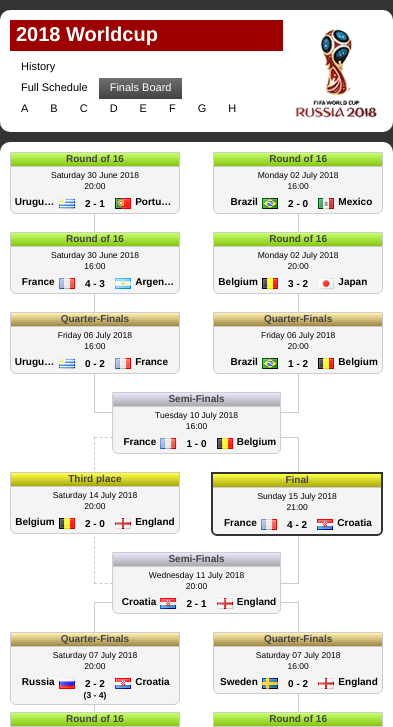 2018 Worldcup
History
Full Schedule Finals Board
A B C D E F G H
FIFA WORLD CUP
RUSSIA 2018
Round of 16
Saturday 30 June 2018
20:00
Urugu... 2 - 1 Portu...
Round of 16
Monday 02 July 2018
16:00
Brazil 2 - 0 Mexico
Round of 16
Saturday 30 June 2018
16:00
France 4 - 3 Argen...
Round of 16
Monday 02 July 2018
20:00
Belgium 3 - 2 Japan
Quarter-Finals
Friday 06 July 2018
16:00
Urugu... 0 - 2 France
Quarter-Finals
Friday 06 July 2018
20:00
Brazil 1 - 2 Belgium
Semi-Finals
Tuesday 10 July 2018
16:00
France 1 - 0 Belgium
Third place
Saturday 14 July 2018
20:00
Belgium 2 - 0 England
Final
Sunday 15 July 2018
21:00
France 4 - 2 Croatia
Semi-Finals
Wednesday 11 July 2018
20:00
Croatia 2 - 1 England
Quarter-Finals
Saturday 07 July 2018
20:00
Russia 2 - 2 Croatia
(3 - 4)
Quarter-Finals
Saturday 07 July 2018
16:00
Sweden 0 - 2 England
Round of 16
Round of 16